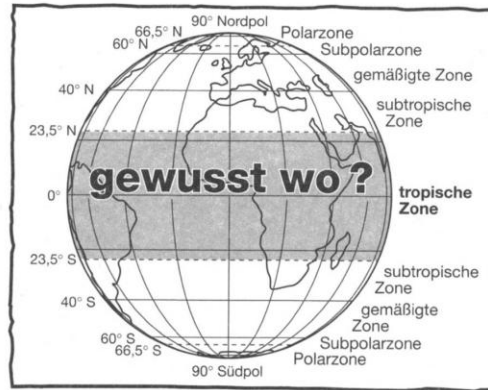 90° Nordpol
66,5° N
Polarzone
60° N
Subpolarzone
gemäßigte Zone
40° N
subtropische
Zone
23,5° N
gewusst wo ?
0°
tropische
Zone
23,5° S
subtropische
Zone
40° S
gemäßigte
Zone
60° S
66,5° S
Subpolarzone
Polarzone
90° Südpol